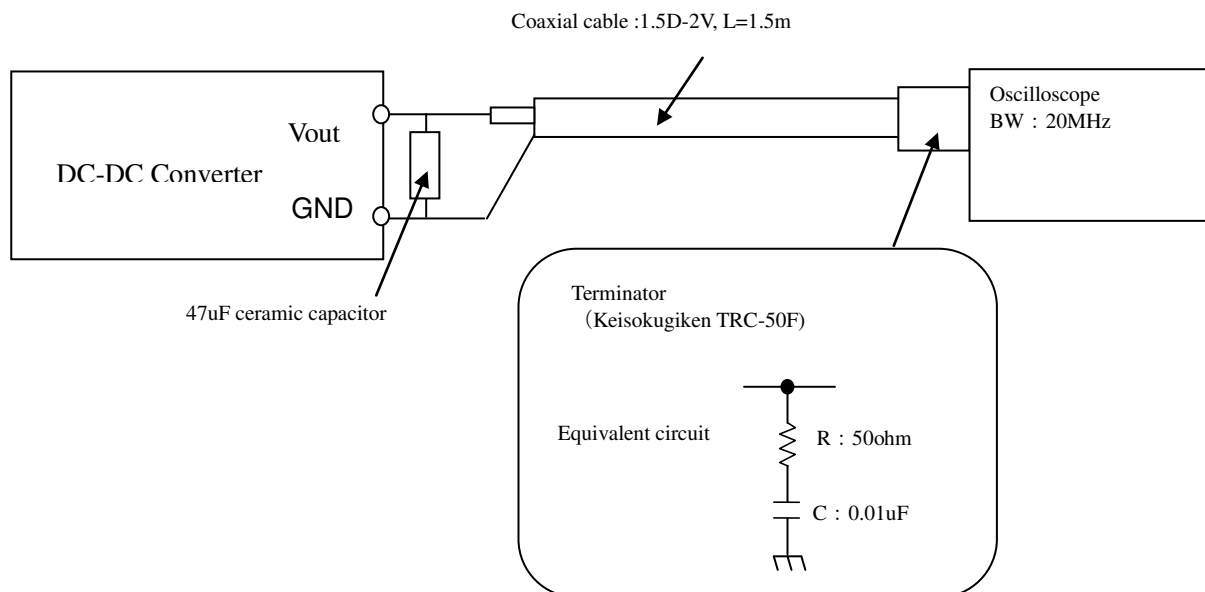 Coaxial cable :1.5D-2V, L=1.5m
Oscilloscope
BW：20MHz
Vout
DC-DC Converter
GND
47uF ceramic capacitor
Terminator
（Keisokugiken TRC-50F)
Equivalent circuit
R：50ohm
C：0.01uF